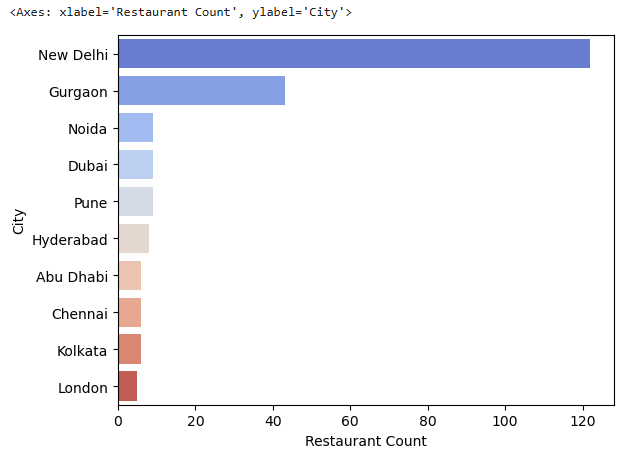 <Axes: xlabel='Restaurant Count', ylabel='City'>
New Delhi
Gurgaon
Noida
Dubai
Pune
Hyderabad
Abu Dhabi
Chennai
Kolkata
London
City
0 20 40 60 80 100 120
Restaurant Count